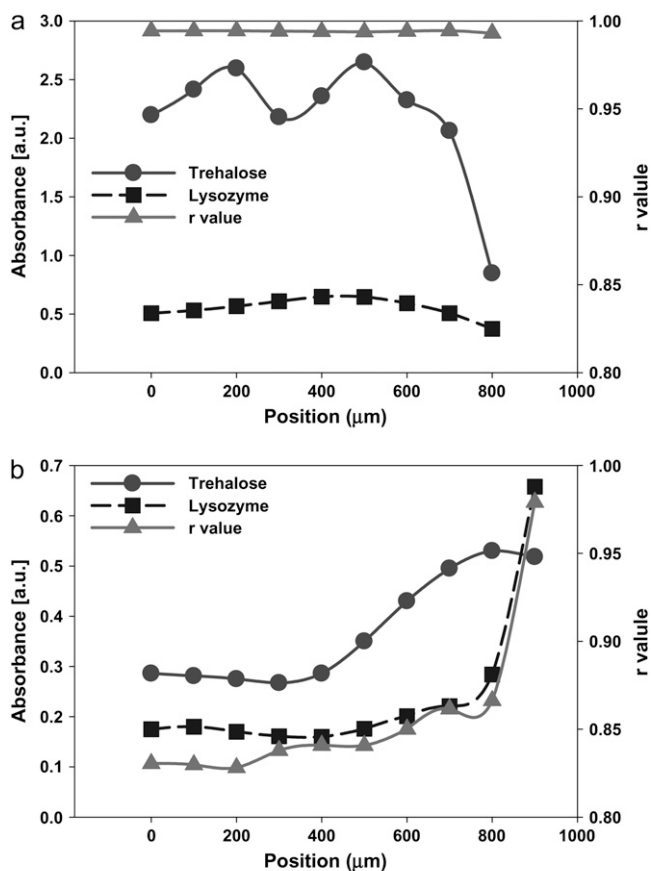 a
3.0
2.5
2.0
1.5
1.0
0.5
0.0
Absorbance [a.u.]
Trehalose
Lysozyme
r value
1.00
0.95
0.90
0.85
0.80
r valule
0 200 400 600 800 1000
Position (μm)
b
0.7
0.6
0.5
0.4
0.3
0.2
0.1
0.0
Absorbance [a.u.]
Trehalose
Lysozyme
r value
1.00
0.95
0.90
0.85
0.80
r valule
0 200 400 600 800 1000
Position (μm)